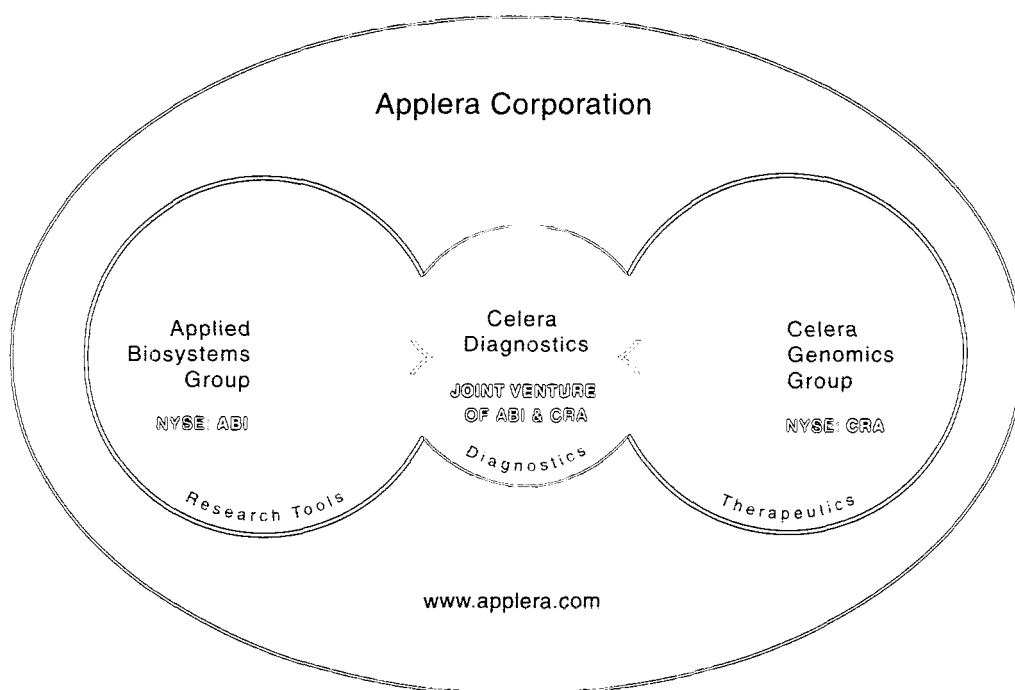 Applera Corporation
Applied
Biosystems
Group
NYSE: ABI
Research Tools
Celera
Diagnostics
JOINT VENTURE
OF ABI & CRA
Diagnostics
Celera
Genomics
Group
NYSE: CRA
Therapeutics
www.applera.com